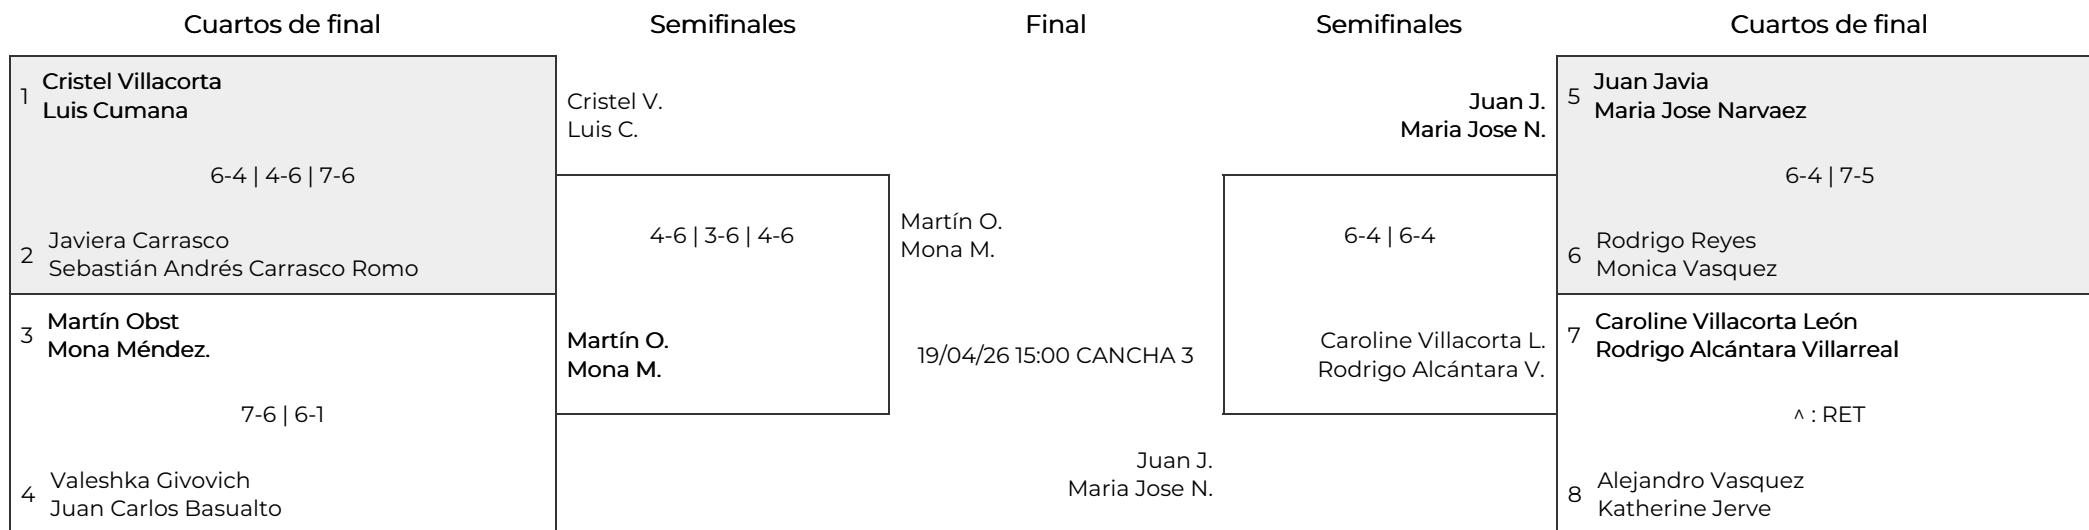 Cuartos de final
Semifinales
Final
Semifinales
Cuartos de final
1
Cristel Villacorta
Luis Cumana
6-4 | 4-6 | 7-6
2
Javiera Carrasco
Sebastián Andrés Carrasco Romo
3
Martín Obst
Mona Méndez.
7-6 | 6-1
4
Valeshka Givovich
Juan Carlos Basualto
Cristel V.
Luis C.
4-6 | 3-6 | 4-6
Martín O.
Mona M.
Martín O.
Mona M.
19/04/26 15:00 CANCHA 3
Juan J.
Maria Jose N.
Juan J.
Maria Jose N.
6-4 | 6-4
Caroline Villacorta L.
Rodrigo Alcántara V.
5
Juan Javia
Maria Jose Narvaez
6-4 | 7-5
6
Rodrigo Reyes
Monica Vasquez
7
Caroline Villacorta León
Rodrigo Alcántara Villarreal
^ : RET
8
Alejandro Vasquez
Katherine Jerve